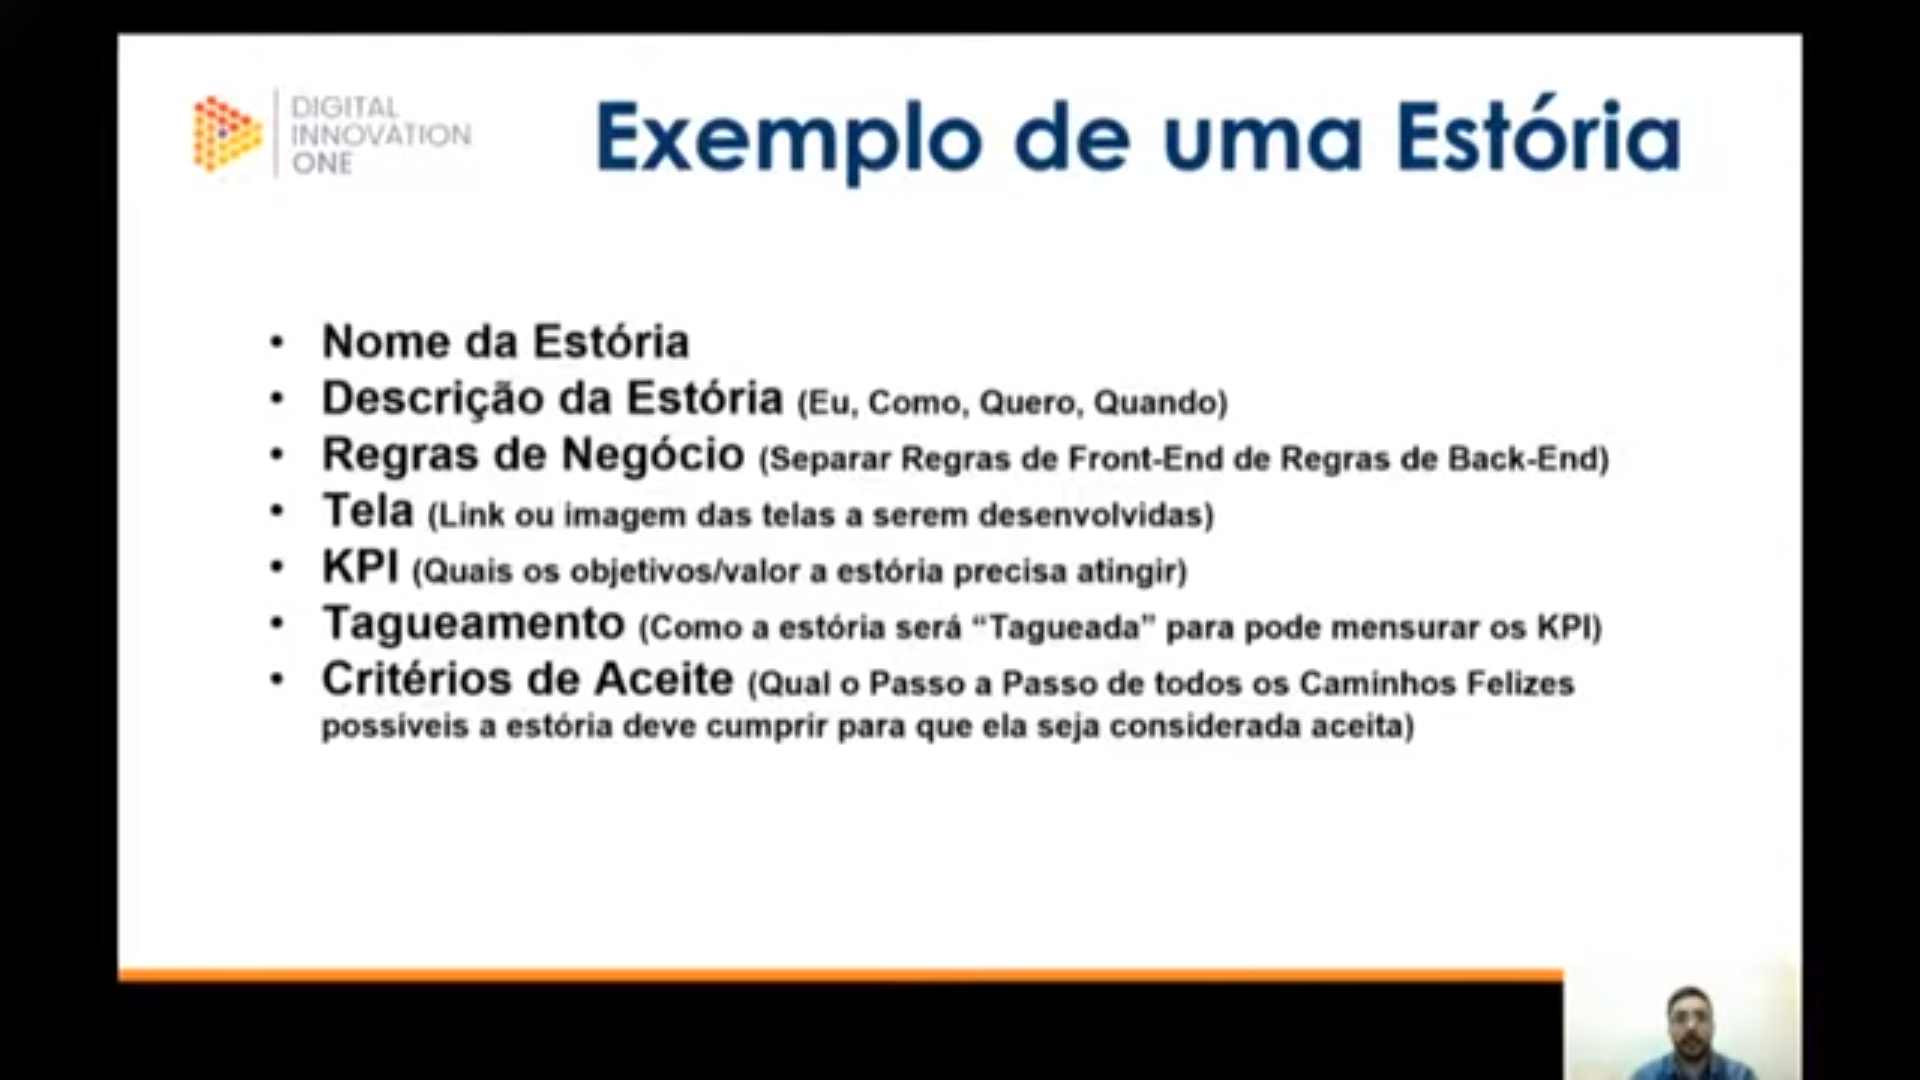 DIGITAL
INNOVATION
ONE
Exemplo de uma Estória
• Nome da Estória
• Descrição da Estória (Eu, Como, Quero, Quando)
• Regras de Negócio (Separar Regras de Front-End de Regras de Back-End)
• Tela (Link ou imagem das telas a serem desenvolvidas)
• KPI (Quais os objetivos/valor a estória precisa atingir)
• Tagueamento (Como a estória será “Tagueada” para pode mensurar os KPI)
• Critérios de Aceite (Qual o Passo a Passo de todos os Caminhos Felizes
possíveis a estória deve cumprir para que ela seja considerada aceita)